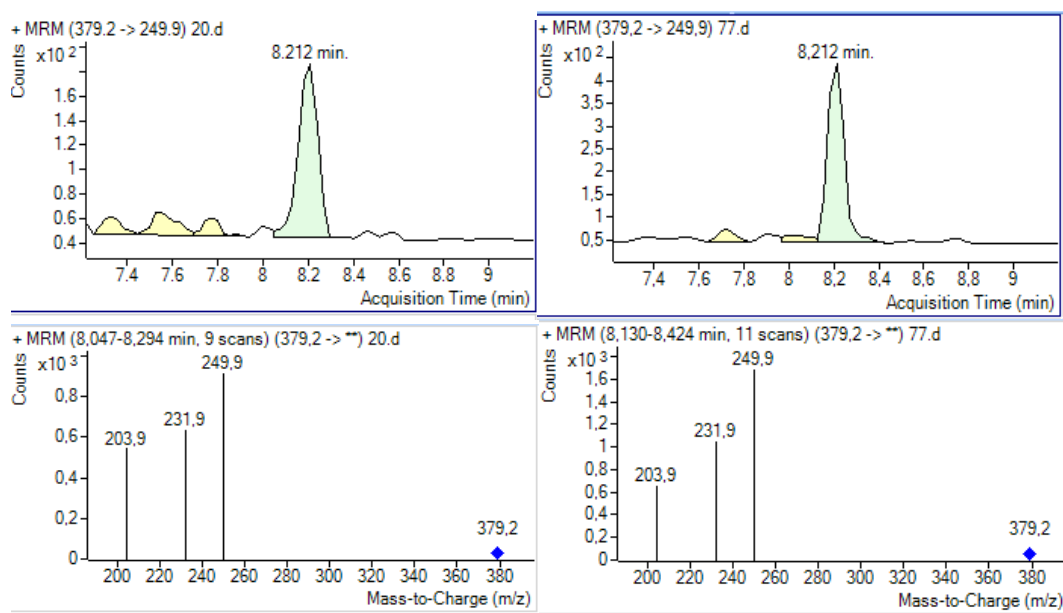 + MRM (379.2 -> 249.9) 20.d
Counts
x10 2
8.212 min.
1.6
1.4
1.2
1
0.8
0.6
0.4
7.4 7.6 7.8 8 8.2 8.4 8.6 8.8 9
Acquisition Time (min)
+ MRM (379,2 -> 249,9) 77.d
Counts
x10 2
8,212 min.
4
3,5
3
2,5
2
1,5
1
0,5
7,4 7,6 7,8 8 8,2 8,4 8,6 8,8 9
Acquisition Time (min)
+ MRM (8,047-8,294 min, 9 scans) (379,2 -> **) 20.d
Counts
x10 3
249,9
231,9
203,9
379,2
0,8
0,6
0,4
0,2
0
200 220 240 260 280 300 320 340 360 380
Mass-to-Charge (m/z)
+ MRM (8,130-8,424 min, 11 scans) (379,2 -> **) 77.d
Counts
x10 3
249,9
231,9
203,9
379,2
1,6
1,4
1,2
1
0,8
0,6
0,4
0,2
0
200 220 240 260 280 300 320 340 360 380
Mass-to-Charge (m/z)